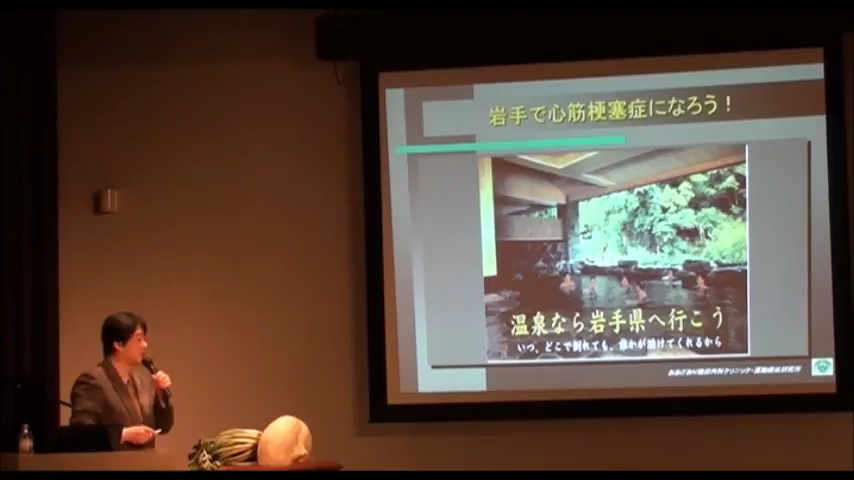 岩手で心筋梗塞症になろう！
温泉なら岩手県へ行こう
いつ、どこで倒れても、誰かが助けてくれるから